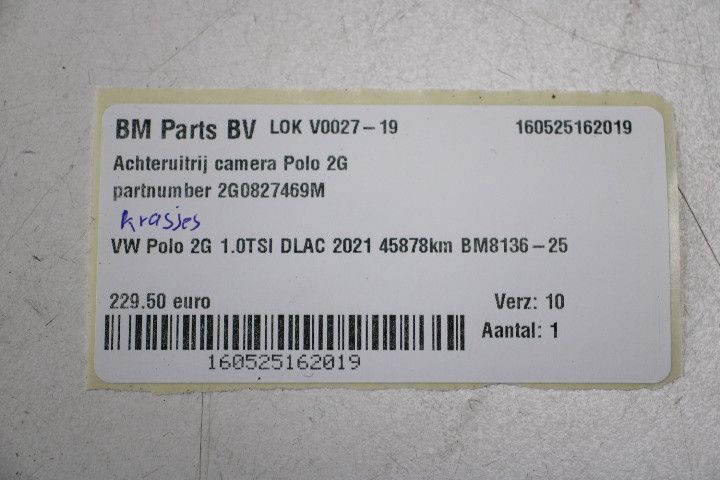 BM Parts BV LOK V0027-19 160525162019
Achteruitrij camera Polo 2G
partnumber 2G0827469M
krasjes
VW Polo 2G 1.0TSI DLAC 2021 45878km BM8136-25
229.50 euro Verz: 10
Aantal: 1
160525162019